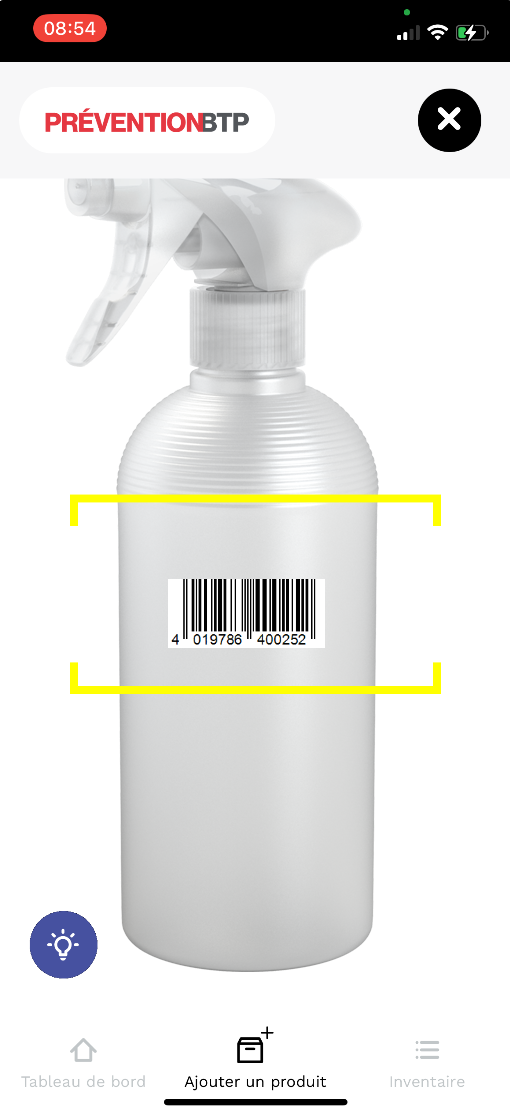 08:54
PRÉVENTIONBTP
4 019786 400252
Tableau de bord
Ajouter un produit
Inventaire